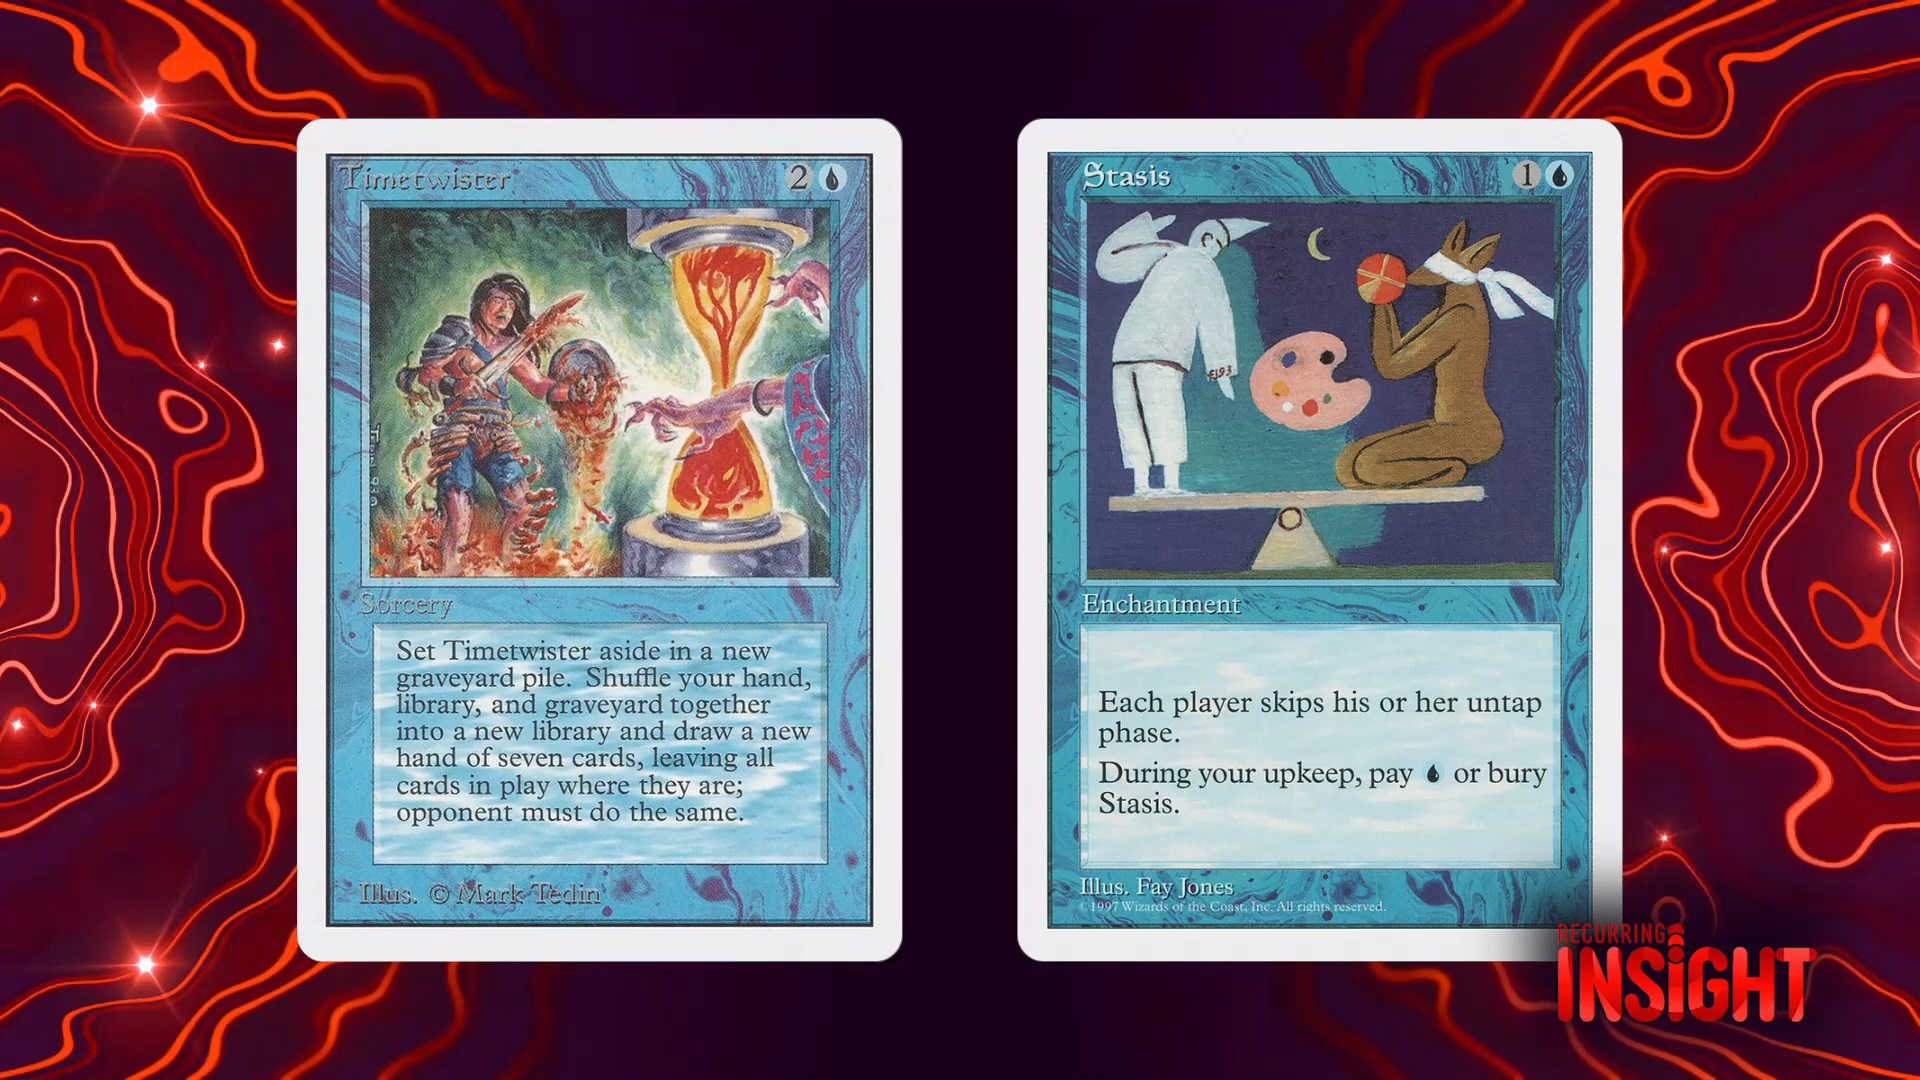 Timetwister
2
Sorcery
Set Timetwister aside in a new
graveyard pile. Shuffle your hand,
library, and graveyard together
into a new library and draw a new
hand of seven cards, leaving all
cards in play where they are;
opponent must do the same.
Illus. © Mark Tedin
Stasis
1
FJ93
Enchantment
Each player skips his or her untap
phase.
During your upkeep, pay or bury
Stasis.
Illus. Fay Jones
©1997 Wizards of the Coast, Inc. All rights reserved.
RECURRING
INSiGHT